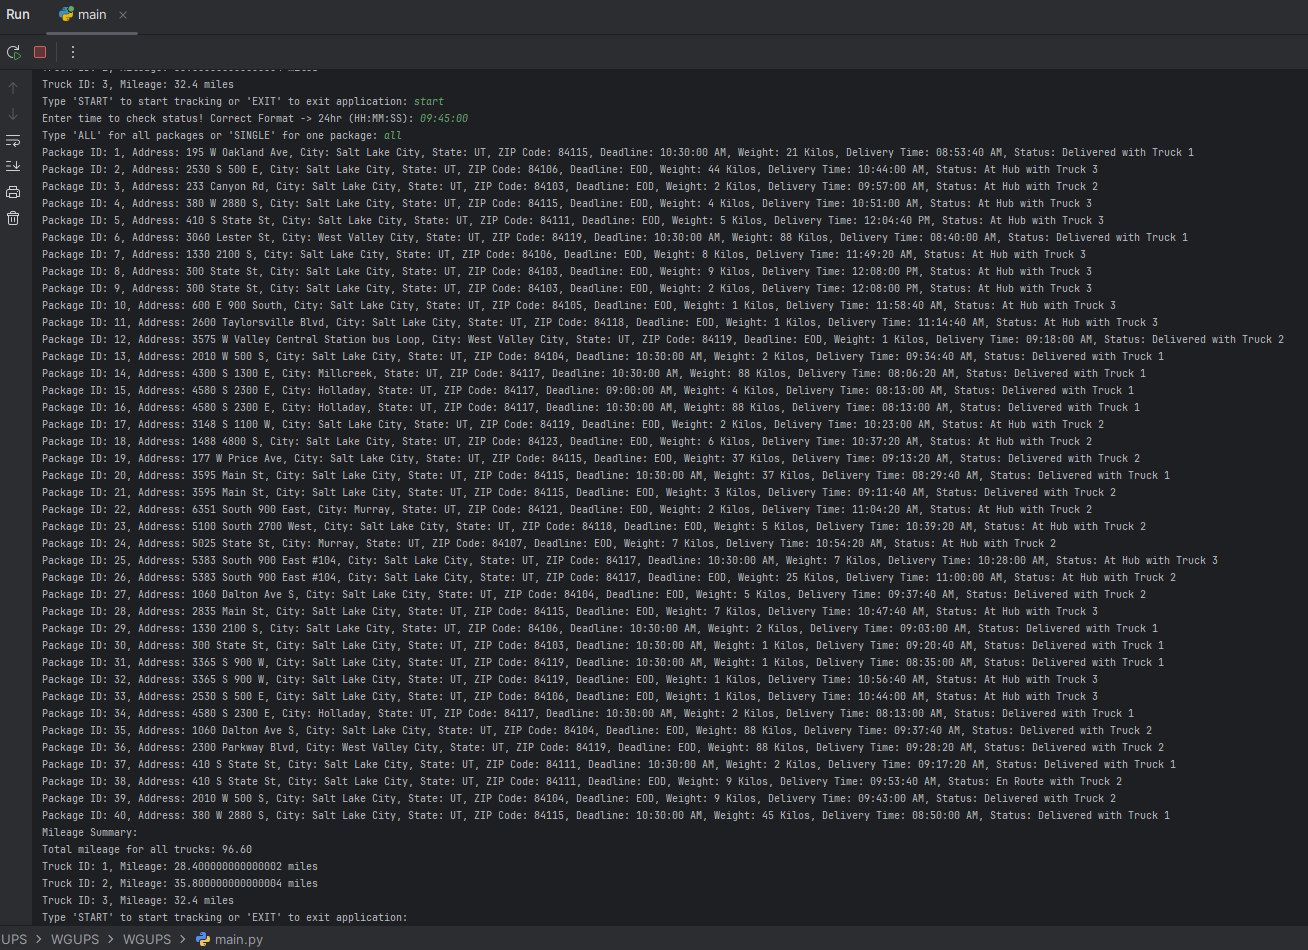 Run
main
Truck ID: 3, Mileage: 32.4 miles
Type 'START' to start tracking or 'EXIT' to exit application: start
Enter time to check status! Correct Format -> 24hr (HH:MM:SS): 09:45:00
Type 'ALL' for all packages or 'SINGLE' for one package: all
Package ID: 1, Address: 195 W Oakland Ave, City: Salt Lake City, State: UT, ZIP Code: 84115, Deadline: 10:30:00 AM, Weight: 21 Kilos, Delivery Time: 08:53:40 AM, Status: Delivered with Truck 1
Package ID: 2, Address: 2530 S 500 E, City: Salt Lake City, State: UT, ZIP Code: 84106, Deadline: EOD, Weight: 44 Kilos, Delivery Time: 10:44:00 AM, Status: At Hub with Truck 3
Package ID: 3, Address: 233 Canyon Rd, City: Salt Lake City, State: UT, ZIP Code: 84103, Deadline: EOD, Weight: 2 Kilos, Delivery Time: 09:57:00 AM, Status: At Hub with Truck 2
Package ID: 4, Address: 380 W 2880 S, City: Salt Lake City, State: UT, ZIP Code: 84115, Deadline: EOD, Weight: 4 Kilos, Delivery Time: 10:51:00 AM, Status: At Hub with Truck 3
Package ID: 5, Address: 410 S State St, City: Salt Lake City, State: UT, ZIP Code: 84111, Deadline: EOD, Weight: 5 Kilos, Delivery Time: 12:04:40 PM, Status: At Hub with Truck 3
Package ID: 6, Address: 3060 Lester St, City: West Valley City, State: UT, ZIP Code: 84119, Deadline: 10:30:00 AM, Weight: 88 Kilos, Delivery Time: 08:40:00 AM, Status: Delivered with Truck 1
Package ID: 7, Address: 1330 2100 S, City: Salt Lake City, State: UT, ZIP Code: 84106, Deadline: EOD, Weight: 8 Kilos, Delivery Time: 11:49:20 AM, Status: At Hub with Truck 3
Package ID: 8, Address: 300 State St, City: Salt Lake City, State: UT, ZIP Code: 84103, Deadline: EOD, Weight: 9 Kilos, Delivery Time: 12:08:00 PM, Status: At Hub with Truck 3
Package ID: 9, Address: 300 State St, City: Salt Lake City, State: UT, ZIP Code: 84103, Deadline: EOD, Weight: 2 Kilos, Delivery Time: 12:08:00 PM, Status: At Hub with Truck 3
Package ID: 10, Address: 600 E 900 South, City: Salt Lake City, State: UT, ZIP Code: 84105, Deadline: EOD, Weight: 1 Kilos, Delivery Time: 11:58:40 AM, Status: At Hub with Truck 3
Package ID: 11, Address: 2600 Taylorsville Blvd, City: Salt Lake City, State: UT, ZIP Code: 84118, Deadline: EOD, Weight: 1 Kilos, Delivery Time: 11:14:40 AM, Status: At Hub with Truck 3
Package ID: 12, Address: 3575 W Valley Central Station bus Loop, City: West Valley City, State: UT, ZIP Code: 84119, Deadline: EOD, Weight: 1 Kilos, Delivery Time: 09:18:00 AM, Status: Delivered with Truck 2
Package ID: 13, Address: 2010 W 500 S, City: Salt Lake City, State: UT, ZIP Code: 84104, Deadline: 10:30:00 AM, Weight: 2 Kilos, Delivery Time: 09:34:40 AM, Status: Delivered with Truck 1
Package ID: 14, Address: 4300 S 1300 E, City: Millcreek, State: UT, ZIP Code: 84117, Deadline: 10:30:00 AM, Weight: 88 Kilos, Delivery Time: 08:06:20 AM, Status: Delivered with Truck 1
Package ID: 15, Address: 4580 S 2300 E, City: Holladay, State: UT, ZIP Code: 84117, Deadline: 09:00:00 AM, Weight: 4 Kilos, Delivery Time: 08:13:00 AM, Status: Delivered with Truck 1
Package ID: 16, Address: 4580 S 2300 E, City: Holladay, State: UT, ZIP Code: 84117, Deadline: 10:30:00 AM, Weight: 88 Kilos, Delivery Time: 08:13:00 AM, Status: Delivered with Truck 1
Package ID: 17, Address: 3148 S 1100 W, City: Salt Lake City, State: UT, ZIP Code: 84119, Deadline: EOD, Weight: 2 Kilos, Delivery Time: 10:23:00 AM, Status: At Hub with Truck 2
Package ID: 18, Address: 1488 4800 S, City: Salt Lake City, State: UT, ZIP Code: 84123, Deadline: EOD, Weight: 6 Kilos, Delivery Time: 10:37:20 AM, Status: At Hub with Truck 2
Package ID: 19, Address: 177 W Price Ave, City: Salt Lake City, State: UT, ZIP Code: 84115, Deadline: EOD, Weight: 37 Kilos, Delivery Time: 09:13:20 AM, Status: Delivered with Truck 2
Package ID: 20, Address: 3595 Main St, City: Salt Lake City, State: UT, ZIP Code: 84115, Deadline: 10:30:00 AM, Weight: 37 Kilos, Delivery Time: 08:29:40 AM, Status: Delivered with Truck 1
Package ID: 21, Address: 3595 Main St, City: Salt Lake City, State: UT, ZIP Code: 84115, Deadline: EOD, Weight: 3 Kilos, Delivery Time: 09:11:40 AM, Status: Delivered with Truck 2
Package ID: 22, Address: 6351 South 900 East, City: Murray, State: UT, ZIP Code: 84121, Deadline: EOD, Weight: 2 Kilos, Delivery Time: 11:04:20 AM, Status: At Hub with Truck 2
Package ID: 23, Address: 5100 South 2700 West, City: Salt Lake City, State: UT, ZIP Code: 84118, Deadline: EOD, Weight: 5 Kilos, Delivery Time: 10:39:20 AM, Status: At Hub with Truck 2
Package ID: 24, Address: 5025 State St, City: Murray, State: UT, ZIP Code: 84107, Deadline: EOD, Weight: 7 Kilos, Delivery Time: 10:54:20 AM, Status: At Hub with Truck 2
Package ID: 25, Address: 5383 South 900 East #104, City: Salt Lake City, State: UT, ZIP Code: 84117, Deadline: 10:30:00 AM, Weight: 7 Kilos, Delivery Time: 10:28:00 AM, Status: At Hub with Truck 3
Package ID: 26, Address: 5383 South 900 East #104, City: Salt Lake City, State: UT, ZIP Code: 84117, Deadline: EOD, Weight: 25 Kilos, Delivery Time: 11:00:00 AM, Status: At Hub with Truck 2
Package ID: 27, Address: 1060 Dalton Ave S, City: Salt Lake City, State: UT, ZIP Code: 84104, Deadline: EOD, Weight: 5 Kilos, Delivery Time: 09:37:40 AM, Status: Delivered with Truck 2
Package ID: 28, Address: 2835 Main St, City: Salt Lake City, State: UT, ZIP Code: 84115, Deadline: EOD, Weight: 7 Kilos, Delivery Time: 10:47:40 AM, Status: At Hub with Truck 3
Package ID: 29, Address: 1330 2100 S, City: Salt Lake City, State: UT, ZIP Code: 84106, Deadline: 10:30:00 AM, Weight: 2 Kilos, Delivery Time: 09:03:00 AM, Status: Delivered with Truck 1
Package ID: 30, Address: 300 State St, City: Salt Lake City, State: UT, ZIP Code: 84103, Deadline: 10:30:00 AM, Weight: 1 Kilos, Delivery Time: 09:20:40 AM, Status: Delivered with Truck 1
Package ID: 31, Address: 3365 S 900 W, City: Salt Lake City, State: UT, ZIP Code: 84119, Deadline: 10:30:00 AM, Weight: 1 Kilos, Delivery Time: 08:35:00 AM, Status: Delivered with Truck 1
Package ID: 32, Address: 3365 S 900 W, City: Salt Lake City, State: UT, ZIP Code: 84119, Deadline: EOD, Weight: 1 Kilos, Delivery Time: 10:56:40 AM, Status: At Hub with Truck 3
Package ID: 33, Address: 2530 S 500 E, City: Salt Lake City, State: UT, ZIP Code: 84106, Deadline: EOD, Weight: 1 Kilos, Delivery Time: 10:44:00 AM, Status: At Hub with Truck 3
Package ID: 34, Address: 4580 S 2300 E, City: Holladay, State: UT, ZIP Code: 84117, Deadline: 10:30:00 AM, Weight: 2 Kilos, Delivery Time: 08:13:00 AM, Status: Delivered with Truck 1
Package ID: 35, Address: 1060 Dalton Ave S, City: Salt Lake City, State: UT, ZIP Code: 84104, Deadline: EOD, Weight: 88 Kilos, Delivery Time: 09:37:40 AM, Status: Delivered with Truck 2
Package ID: 36, Address: 2300 Parkway Blvd, City: West Valley City, State: UT, ZIP Code: 84119, Deadline: EOD, Weight: 88 Kilos, Delivery Time: 09:28:20 AM, Status: Delivered with Truck 2
Package ID: 37, Address: 410 S State St, City: Salt Lake City, State: UT, ZIP Code: 84111, Deadline: 10:30:00 AM, Weight: 2 Kilos, Delivery Time: 09:17:20 AM, Status: Delivered with Truck 1
Package ID: 38, Address: 410 S State St, City: Salt Lake City, State: UT, ZIP Code: 84111, Deadline: EOD, Weight: 9 Kilos, Delivery Time: 09:53:40 AM, Status: En Route with Truck 2
Package ID: 39, Address: 2010 W 500 S, City: Salt Lake City, State: UT, ZIP Code: 84104, Deadline: EOD, Weight: 9 Kilos, Delivery Time: 09:43:00 AM, Status: Delivered with Truck 2
Package ID: 40, Address: 380 W 2880 S, City: Salt Lake City, State: UT, ZIP Code: 84115, Deadline: 10:30:00 AM, Weight: 45 Kilos, Delivery Time: 08:50:00 AM, Status: Delivered with Truck 1
Mileage Summary:
Total mileage for all trucks: 96.60
Truck ID: 1, Mileage: 28.400000000000002 miles
Truck ID: 2, Mileage: 35.800000000000004 miles
Truck ID: 3, Mileage: 32.4 miles
Type 'START' to start tracking or 'EXIT' to exit application:
UPS > WGUPS > WGUPS > main.py